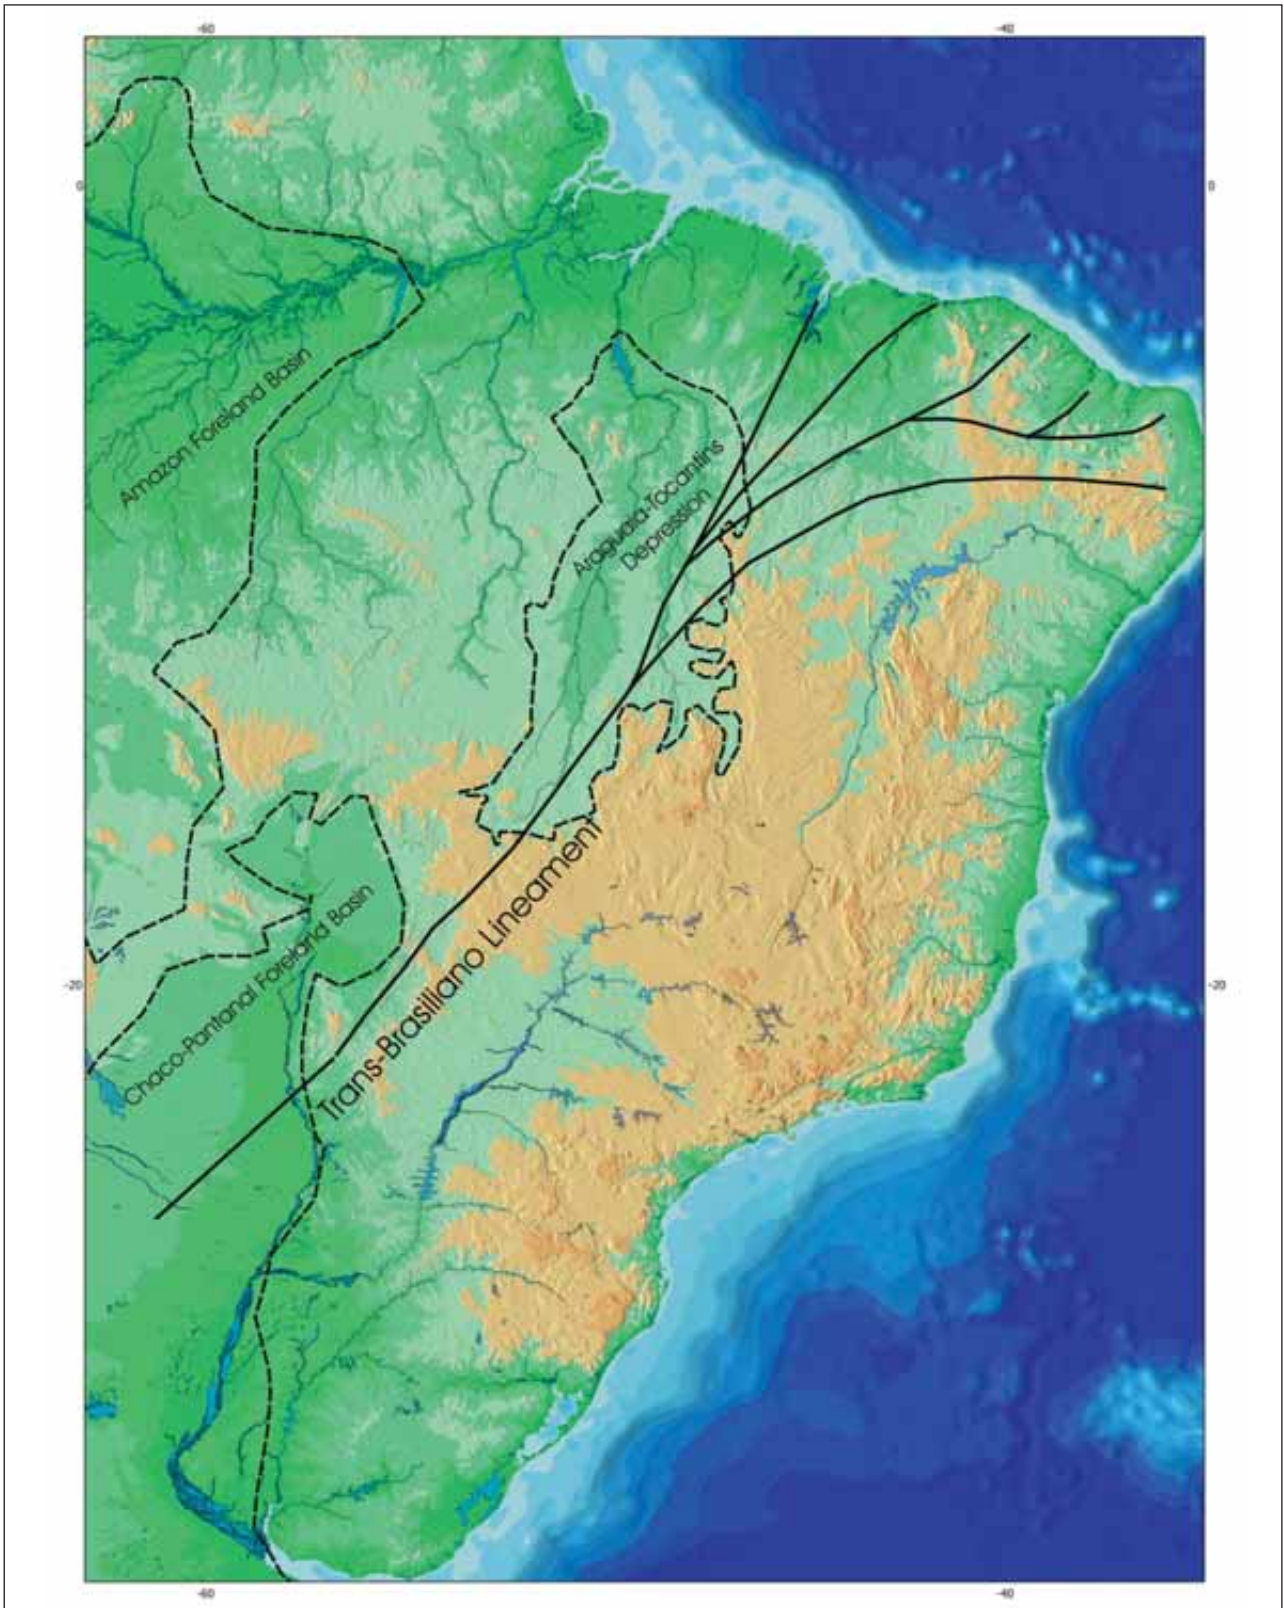 -60
-40
0
0
Amazon Foreland Basin
Araguaia-Tocantins
Depression
Trans-Brasiliano Lineament
Chaco-Pantanal Foreland Basin
-20
-20
-60
-40